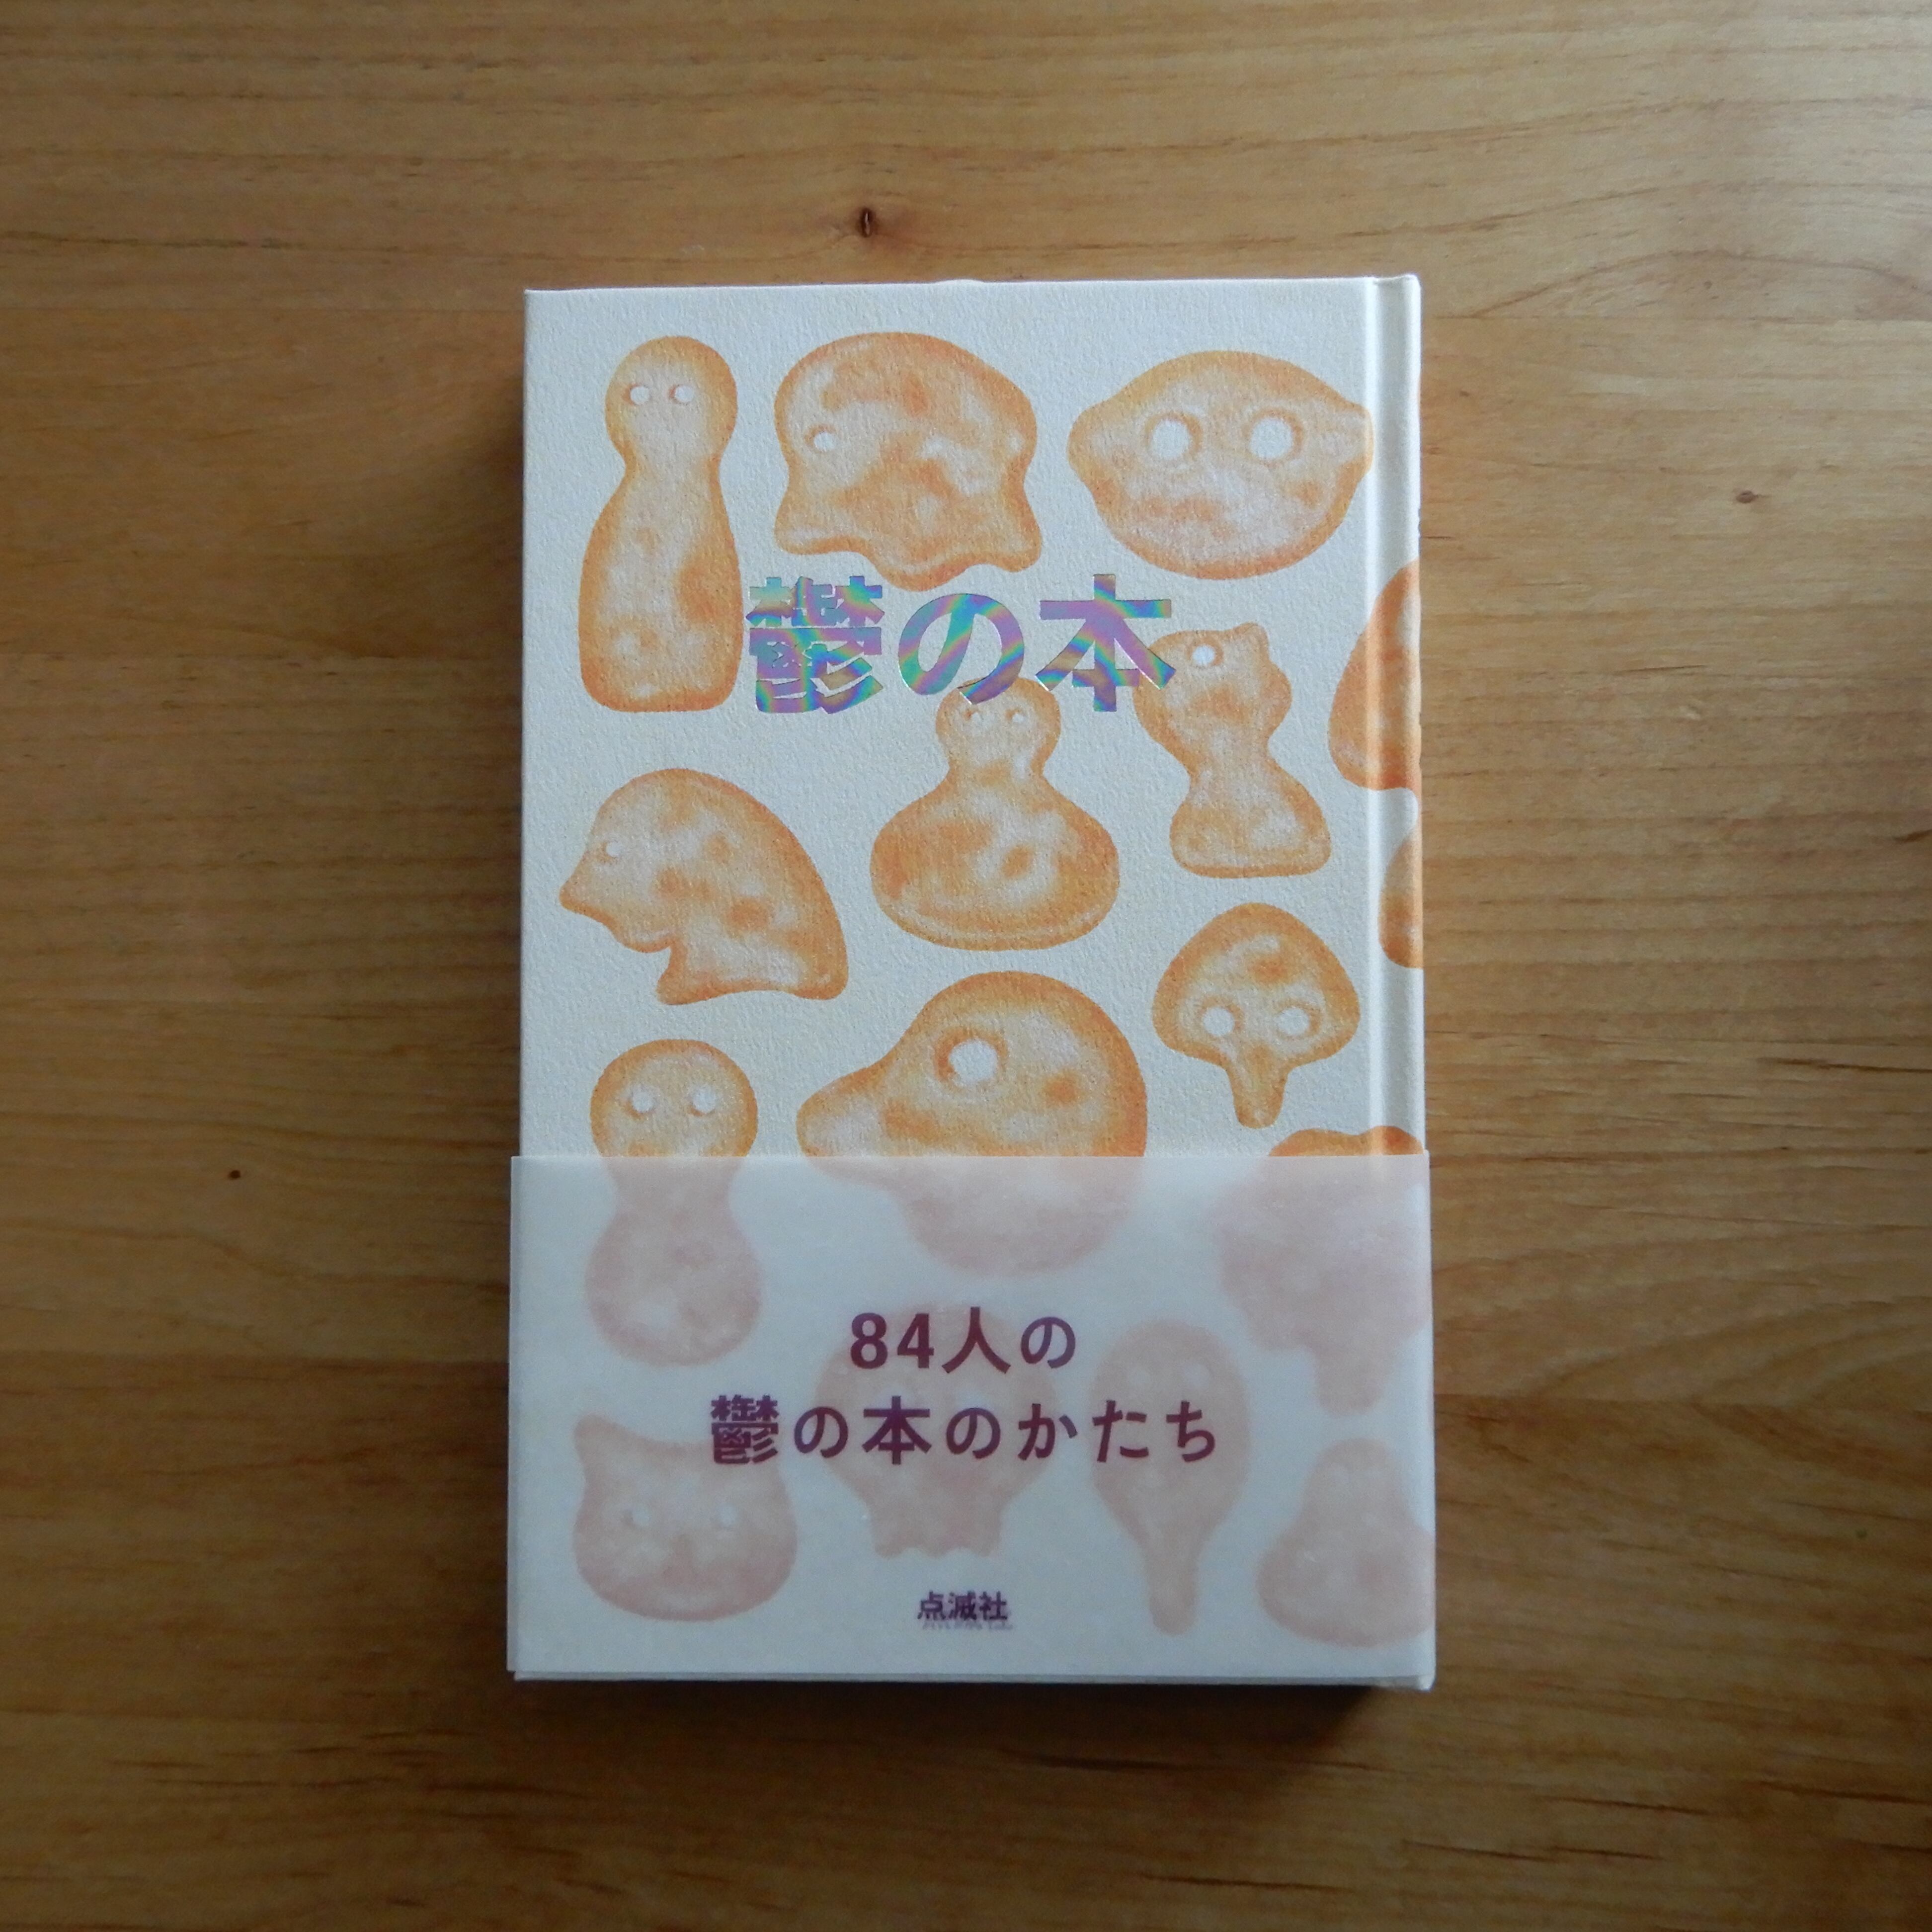 鬱の本
84人の
鬱の本のかたち
点滅社